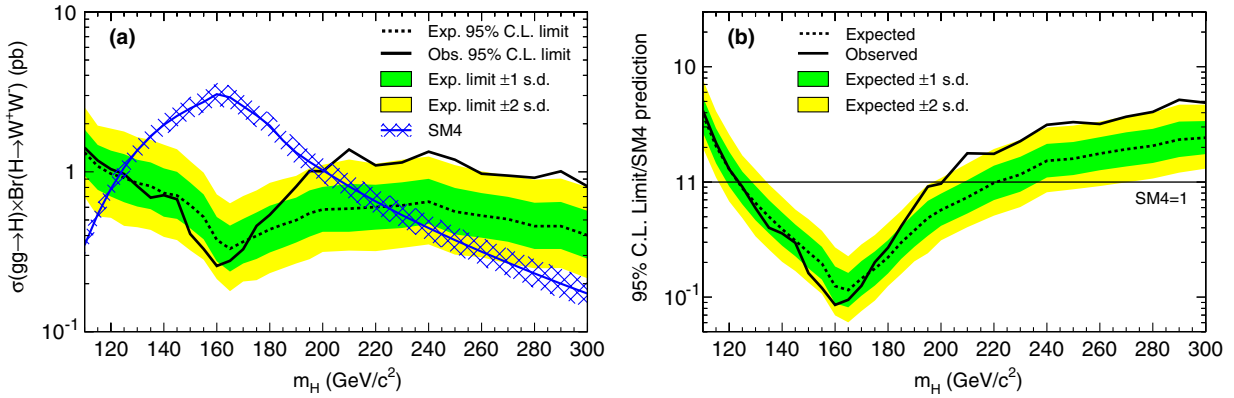 (a)
Exp. 95% C.L. limit
Obs. 95% C.L. limit
Exp. limit ±1 s.d.
Exp. limit ±2 s.d.
SM4
σ(gg→H)×Br(H→W⁺W⁻) (pb)
10
1
10⁻¹
120 140 160 180 200 220 240 260 280 300
m_H (GeV/c²)
(b)
Expected
Observed
Expected ±1 s.d.
Expected ±2 s.d.
95% C.L. Limit/SM4 prediction
10
11
10⁻¹
SM4=1
120 140 160 180 200 220 240 260 280 300
m_H (GeV/c²)